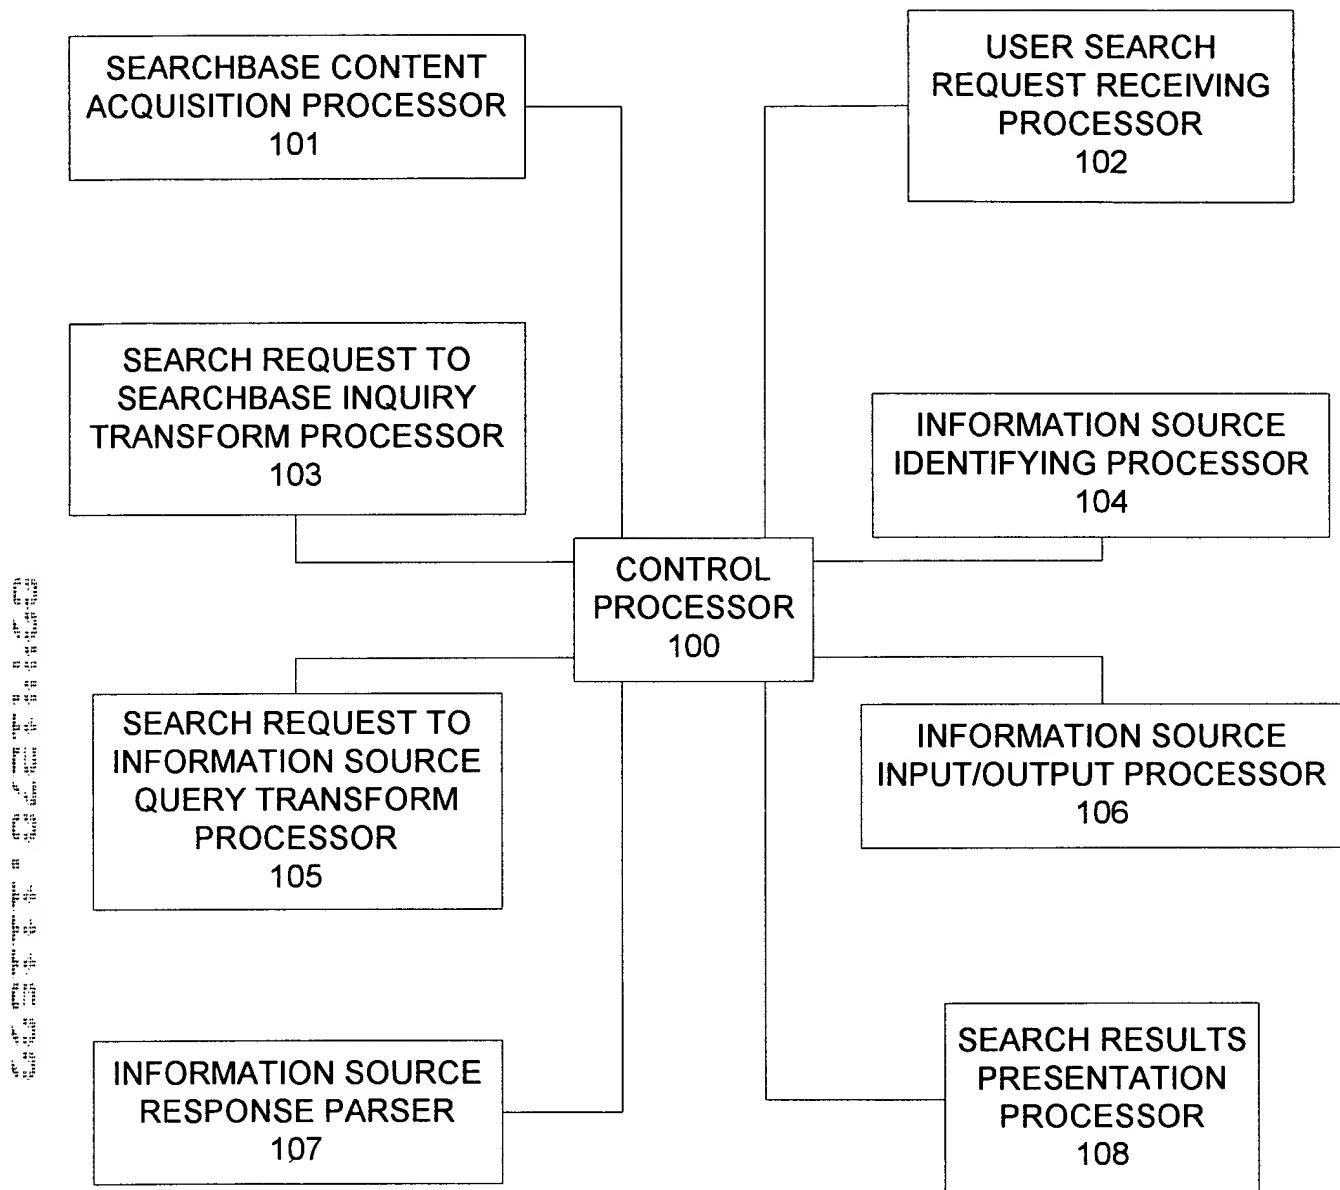 SEARCHBASE CONTENT
ACQUISITION PROCESSOR
101
USER SEARCH
REQUEST RECEIVING
PROCESSOR
102
SEARCH REQUEST TO
SEARCHBASE INQUIRY
TRANSFORM PROCESSOR
103
INFORMATION SOURCE
IDENTIFYING PROCESSOR
104
CONTROL
PROCESSOR
100
SEARCH REQUEST TO
INFORMATION SOURCE
QUERY TRANSFORM
PROCESSOR
105
INFORMATION SOURCE
INPUT/OUTPUT PROCESSOR
106
INFORMATION SOURCE
RESPONSE PARSER
107
SEARCH RESULTS
PRESENTATION
PROCESSOR
108